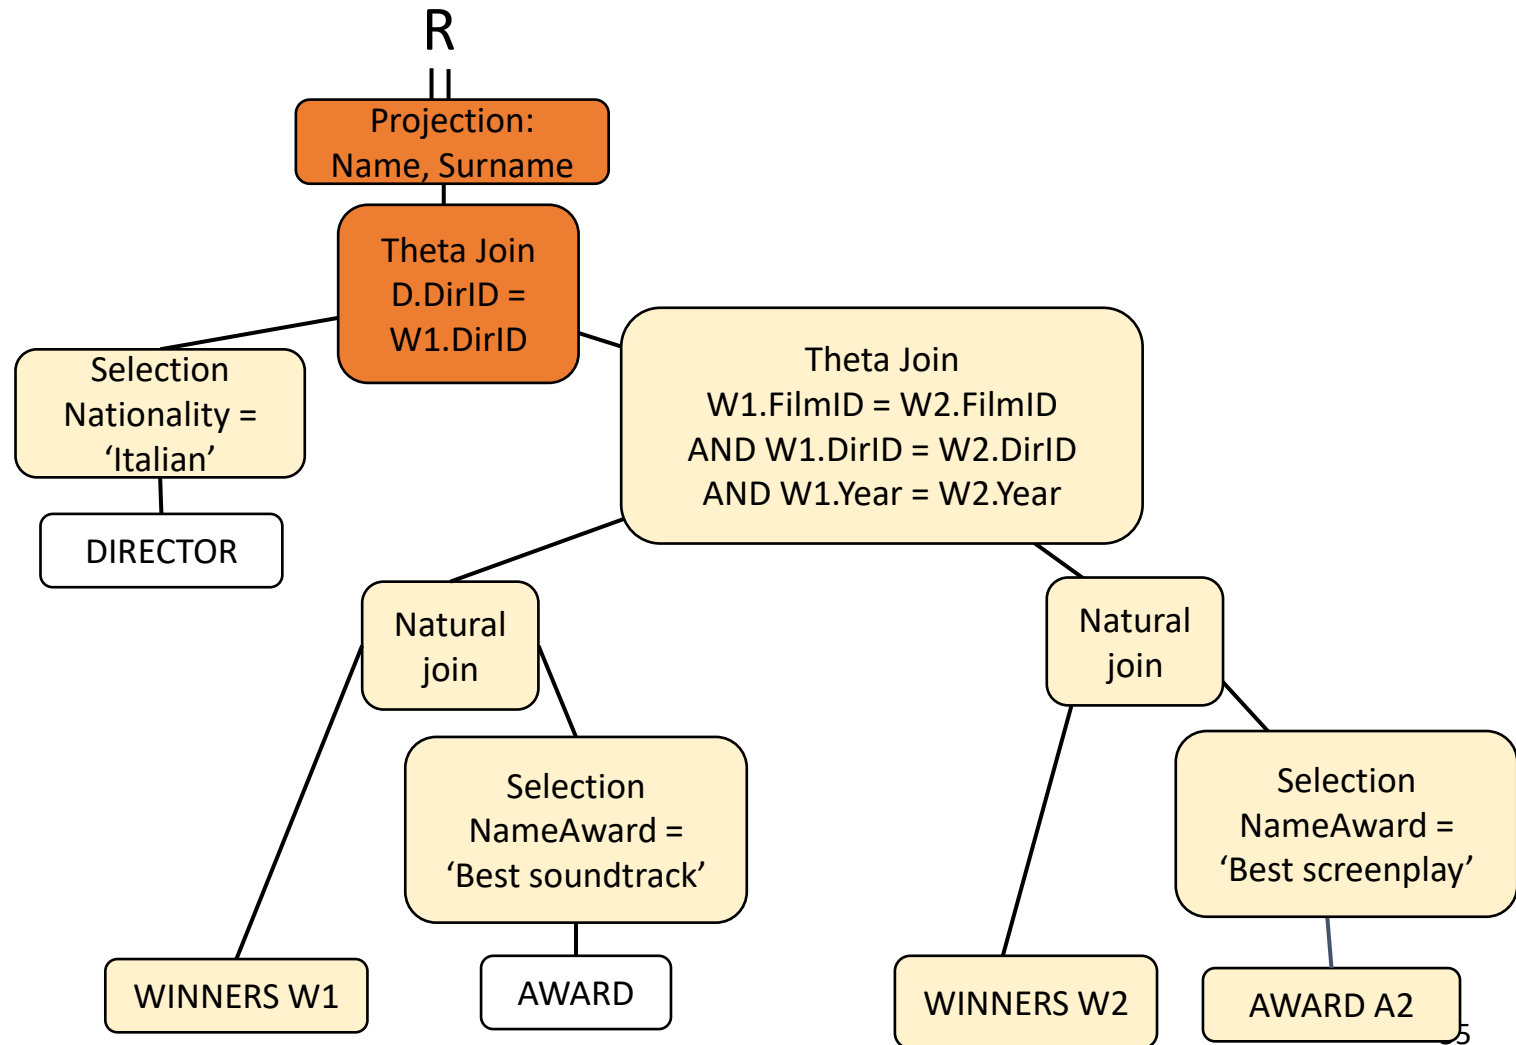 R
Projection:
Name, Surname
Theta Join
D.DirID =
W1.DirID
Selection
Nationality =
‘Italian’
DIRECTOR
Theta Join
W1.FilmID = W2.FilmID
AND W1.DirID = W2.DirID
AND W1.Year = W2.Year
Natural
join
Natural
join
Selection
NameAward =
‘Best soundtrack’
Selection
NameAward =
‘Best screenplay’
WINNERS W1
AWARD
WINNERS W2
AWARD A2